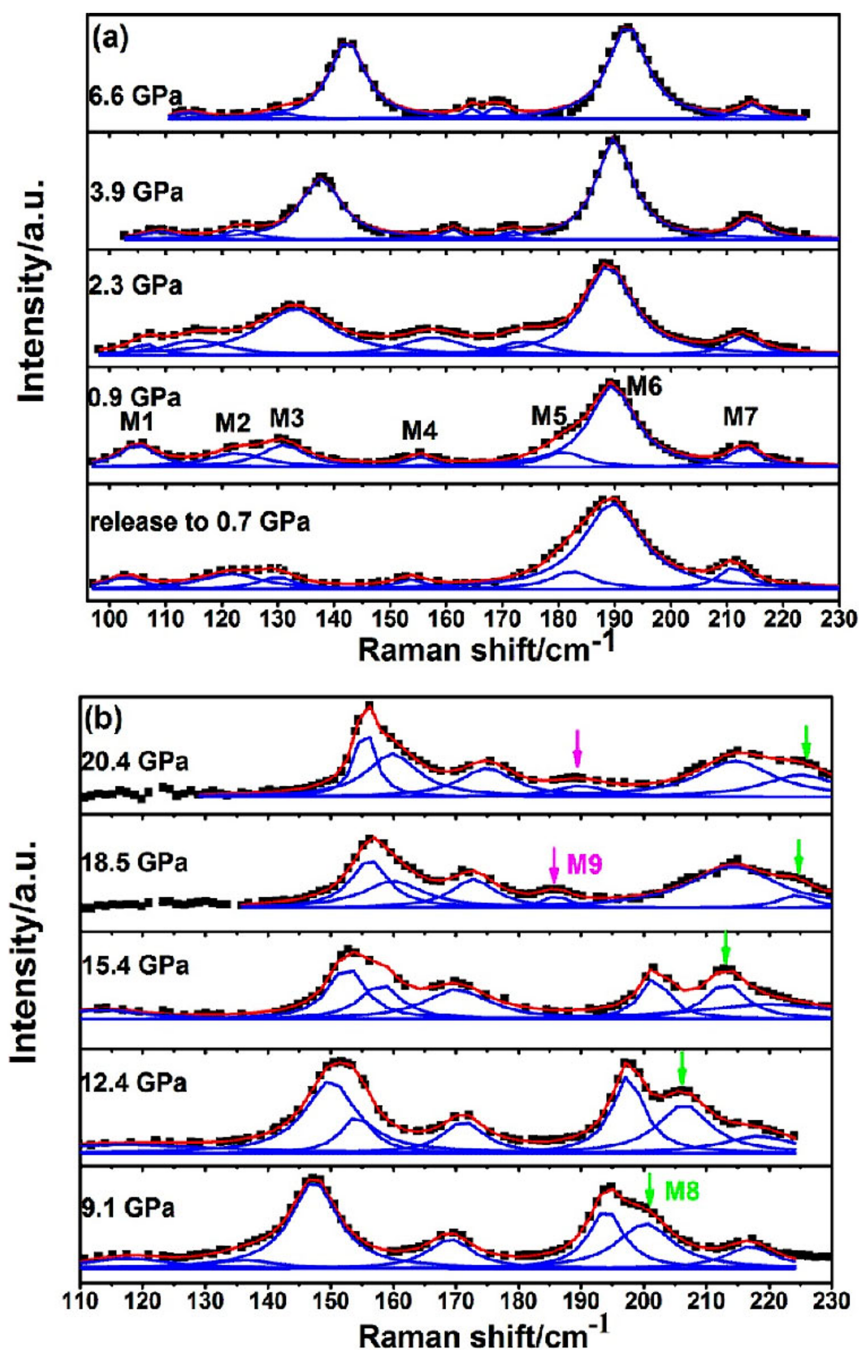 (a)
6.6 GPa
3.9 GPa
2.3 GPa
0.9 GPa
M1 M2 M3 M4 M5 M6 M7
release to 0.7 GPa
Intensity/a.u.
100 110 120 130 140 150 160 170 180 190 200 210 220 230
Raman shift/cm-1
(b)
20.4 GPa
18.5 GPa
M9
15.4 GPa
12.4 GPa
9.1 GPa
M8
Intensity/a.u.
110 120 130 140 150 160 170 180 190 200 210 220 230
Raman shift/cm-1